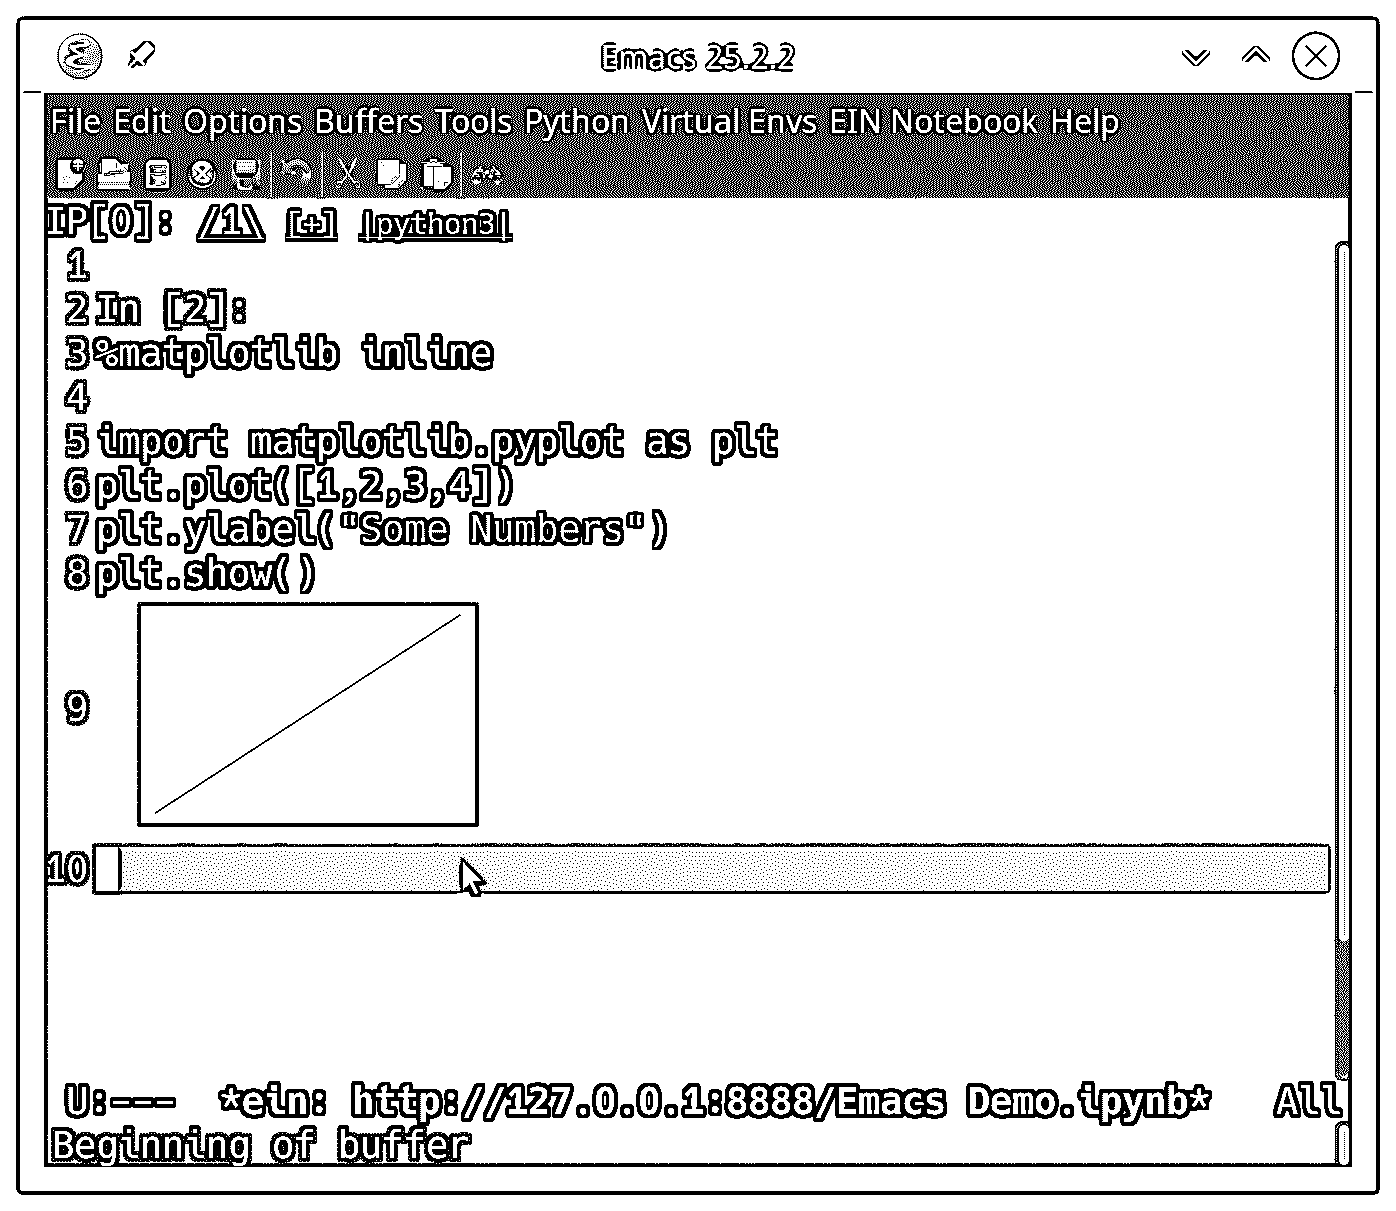 Emacs 25.2.2
File Edit Options Buffers Tools Python Virtual Envs EIN Notebook Help
IP[0]: /1\ [+] |python3|
1
2 In [2]:
3 %matplotlib inline
4
5 import matplotlib.pyplot as plt
6 plt.plot([1,2,3,4])
7 plt.ylabel("Some Numbers")
8 plt.show()
9
10
U:--- *ein: http://127.0.0.1:8888/Emacs Demo.ipynb* All
Beginning of buffer